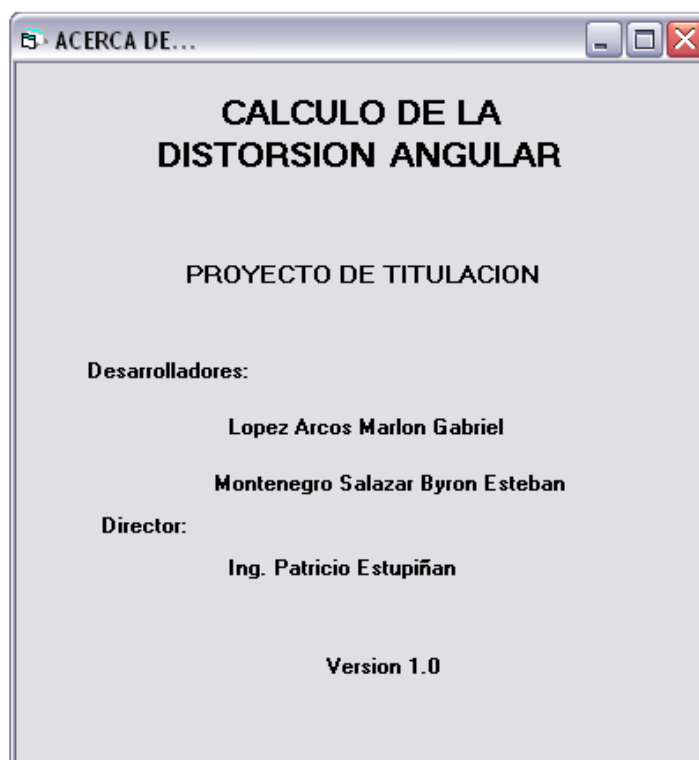 ACERCA DE...
CALCULO DE LA
DISTORSION ANGULAR
PROYECTO DE TITULACION
Desarrolladores:
Lopez Arcos Marlon Gabriel
Montenegro Salazar Byron Esteban
Director:
Ing. Patricio Estupiñan
Version 1.0